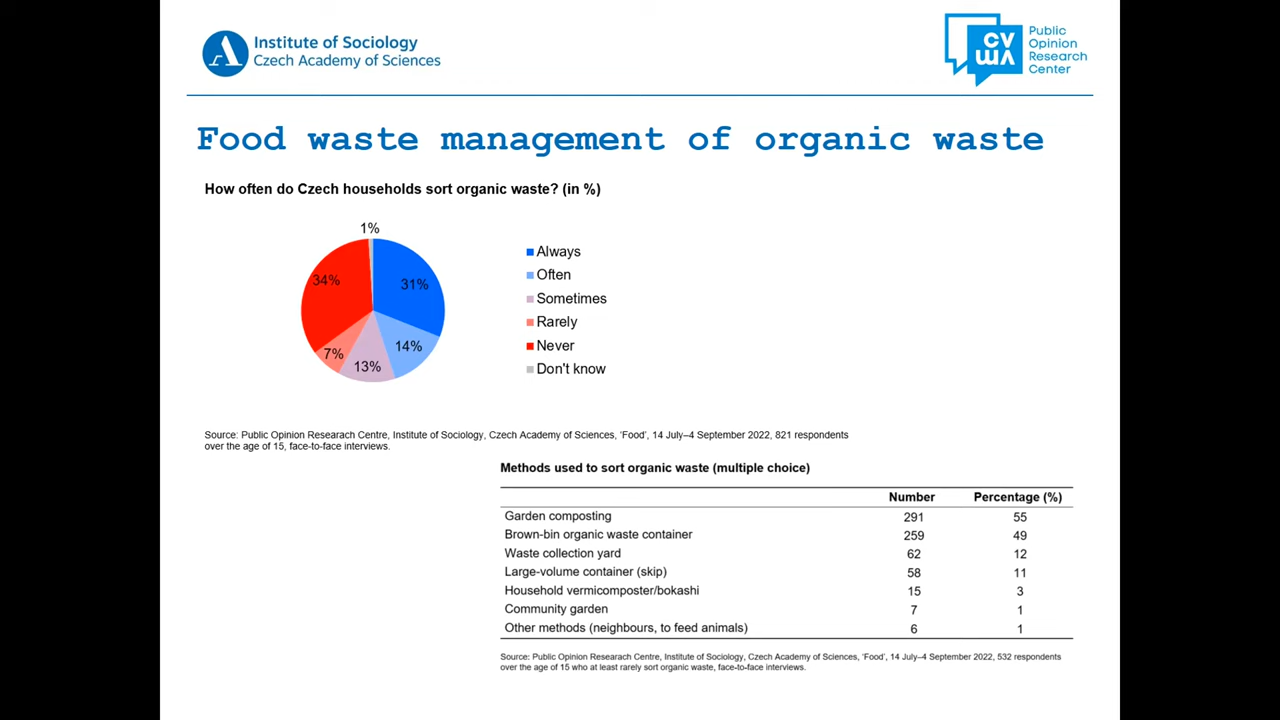 Institute of Sociology
Czech Academy of Sciences
CV
VM
Public
Opinion
Research
Center
Food waste management of organic waste
How often do Czech households sort organic waste? (in %)
1%
34%
31%
7%
13%
14%
Always
Often
Sometimes
Rarely
Never
Don't know
Source: Public Opinion Researach Centre, Institute of Sociology, Czech Academy of Sciences, ‘Food’, 14 July–4 September 2022, 821 respondents
over the age of 15, face-to-face interviews.
Methods used to sort organic waste (multiple choice)
Number Percentage (%)
Garden composting 291 55
Brown-bin organic waste container 259 49
Waste collection yard 62 12
Large-volume container (skip) 58 11
Household vermicomposter/bokashi 15 3
Community garden 7 1
Other methods (neighbours, to feed animals) 6 1
Source: Public Opinion Researach Centre, Institute of Sociology, Czech Academy of Sciences, ‘Food’, 14 July–4 September 2022, 532 respondents
over the age of 15 who at least rarely sort organic waste, face-to-face interviews.